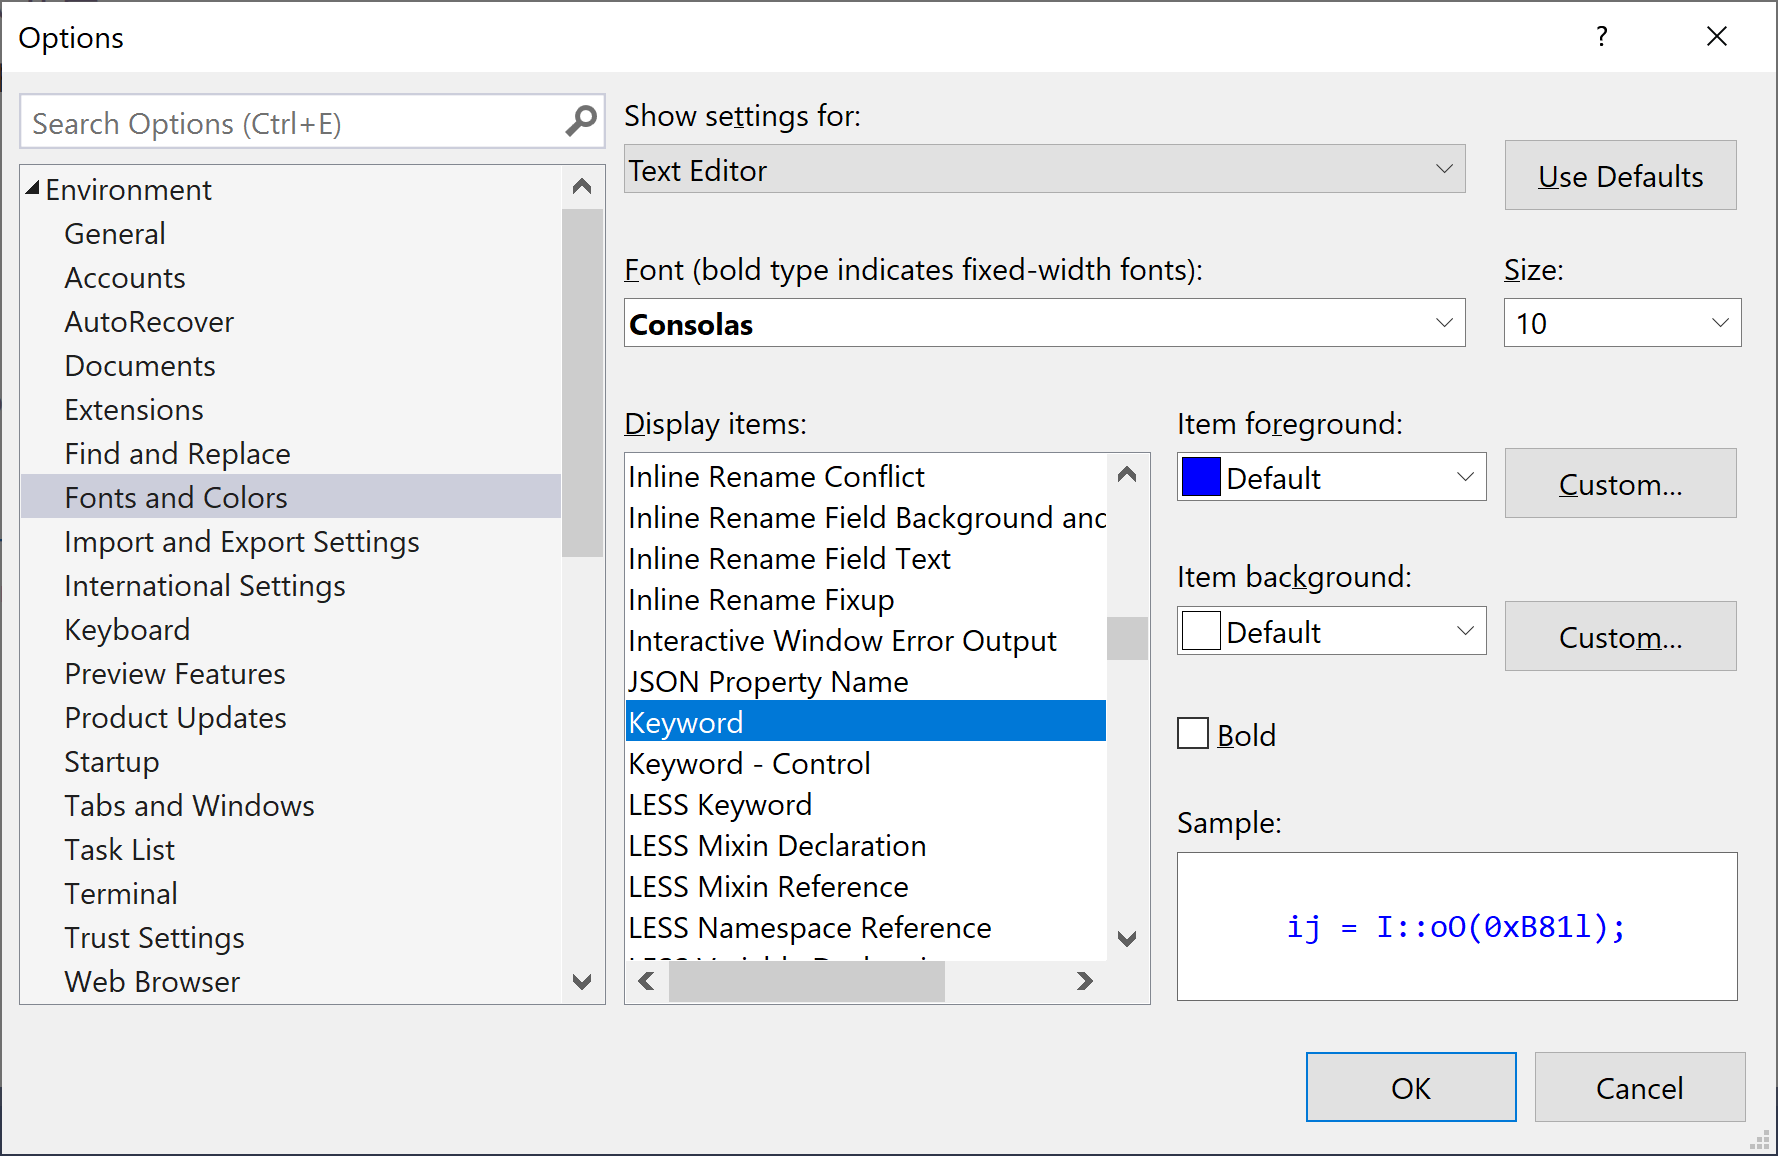 Options
?
Search Options (Ctrl+E)
Environment
General
Accounts
AutoRecover
Documents
Extensions
Find and Replace
Fonts and Colors
Import and Export Settings
International Settings
Keyboard
Preview Features
Product Updates
Startup
Tabs and Windows
Task List
Terminal
Trust Settings
Web Browser
Show settings for:
Text Editor
Use Defaults
Font (bold type indicates fixed-width fonts):
Consolas
Size:
10
Display items:
Inline Rename Conflict
Inline Rename Field Background and
Inline Rename Field Text
Inline Rename Fixup
Interactive Window Error Output
JSON Property Name
Keyword
Keyword - Control
LESS Keyword
LESS Mixin Declaration
LESS Mixin Reference
LESS Namespace Reference
Item foreground:
Default
Custom...
Item background:
Default
Custom...
Bold
Sample:
ij = I::oO(0xB81l);
OK
Cancel